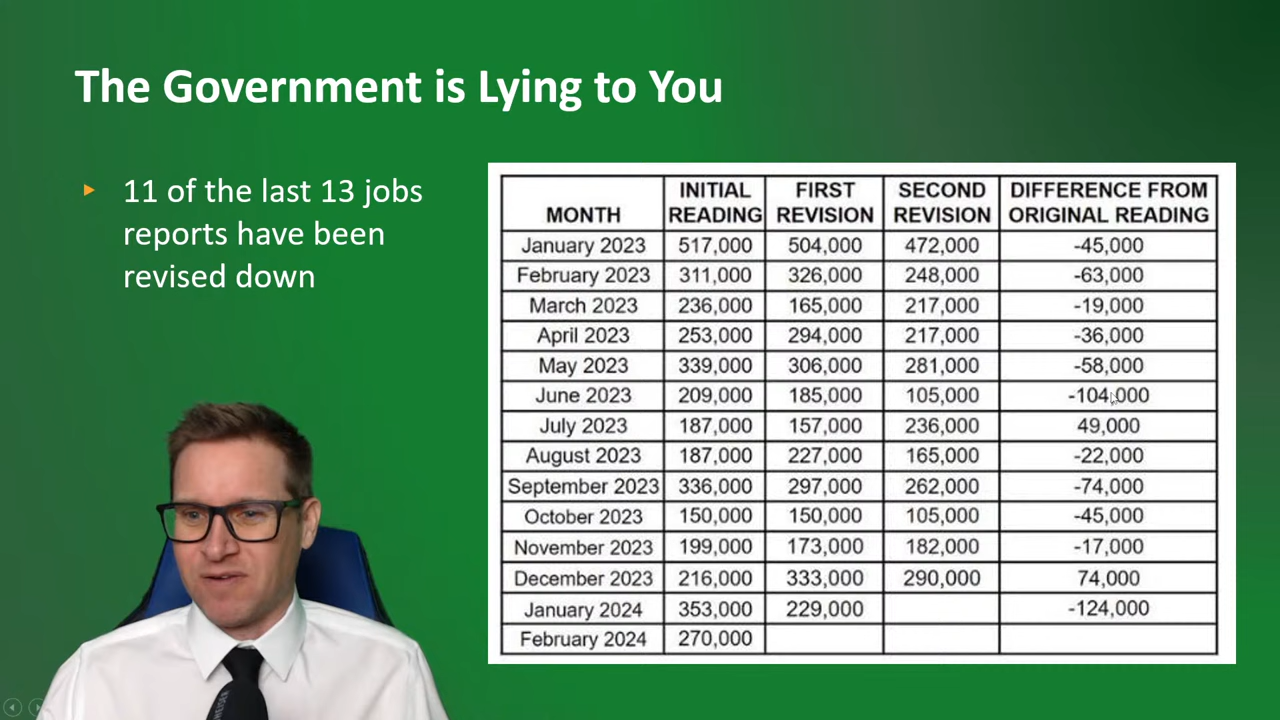 The Government is Lying to You
▸ 11 of the last 13 jobs
reports have been
revised down
MONTH INITIAL READING FIRST REVISION SECOND REVISION DIFFERENCE FROM ORIGINAL READING
January 2023 517,000 504,000 472,000 -45,000
February 2023 311,000 326,000 248,000 -63,000
March 2023 236,000 165,000 217,000 -19,000
April 2023 253,000 294,000 217,000 -36,000
May 2023 339,000 306,000 281,000 -58,000
June 2023 209,000 185,000 105,000 -104,000
July 2023 187,000 157,000 236,000 49,000
August 2023 187,000 227,000 165,000 -22,000
September 2023 336,000 297,000 262,000 -74,000
October 2023 150,000 150,000 105,000 -45,000
November 2023 199,000 173,000 182,000 -17,000
December 2023 216,000 333,000 290,000 74,000
January 2024 353,000 229,000 -124,000
February 2024 270,000